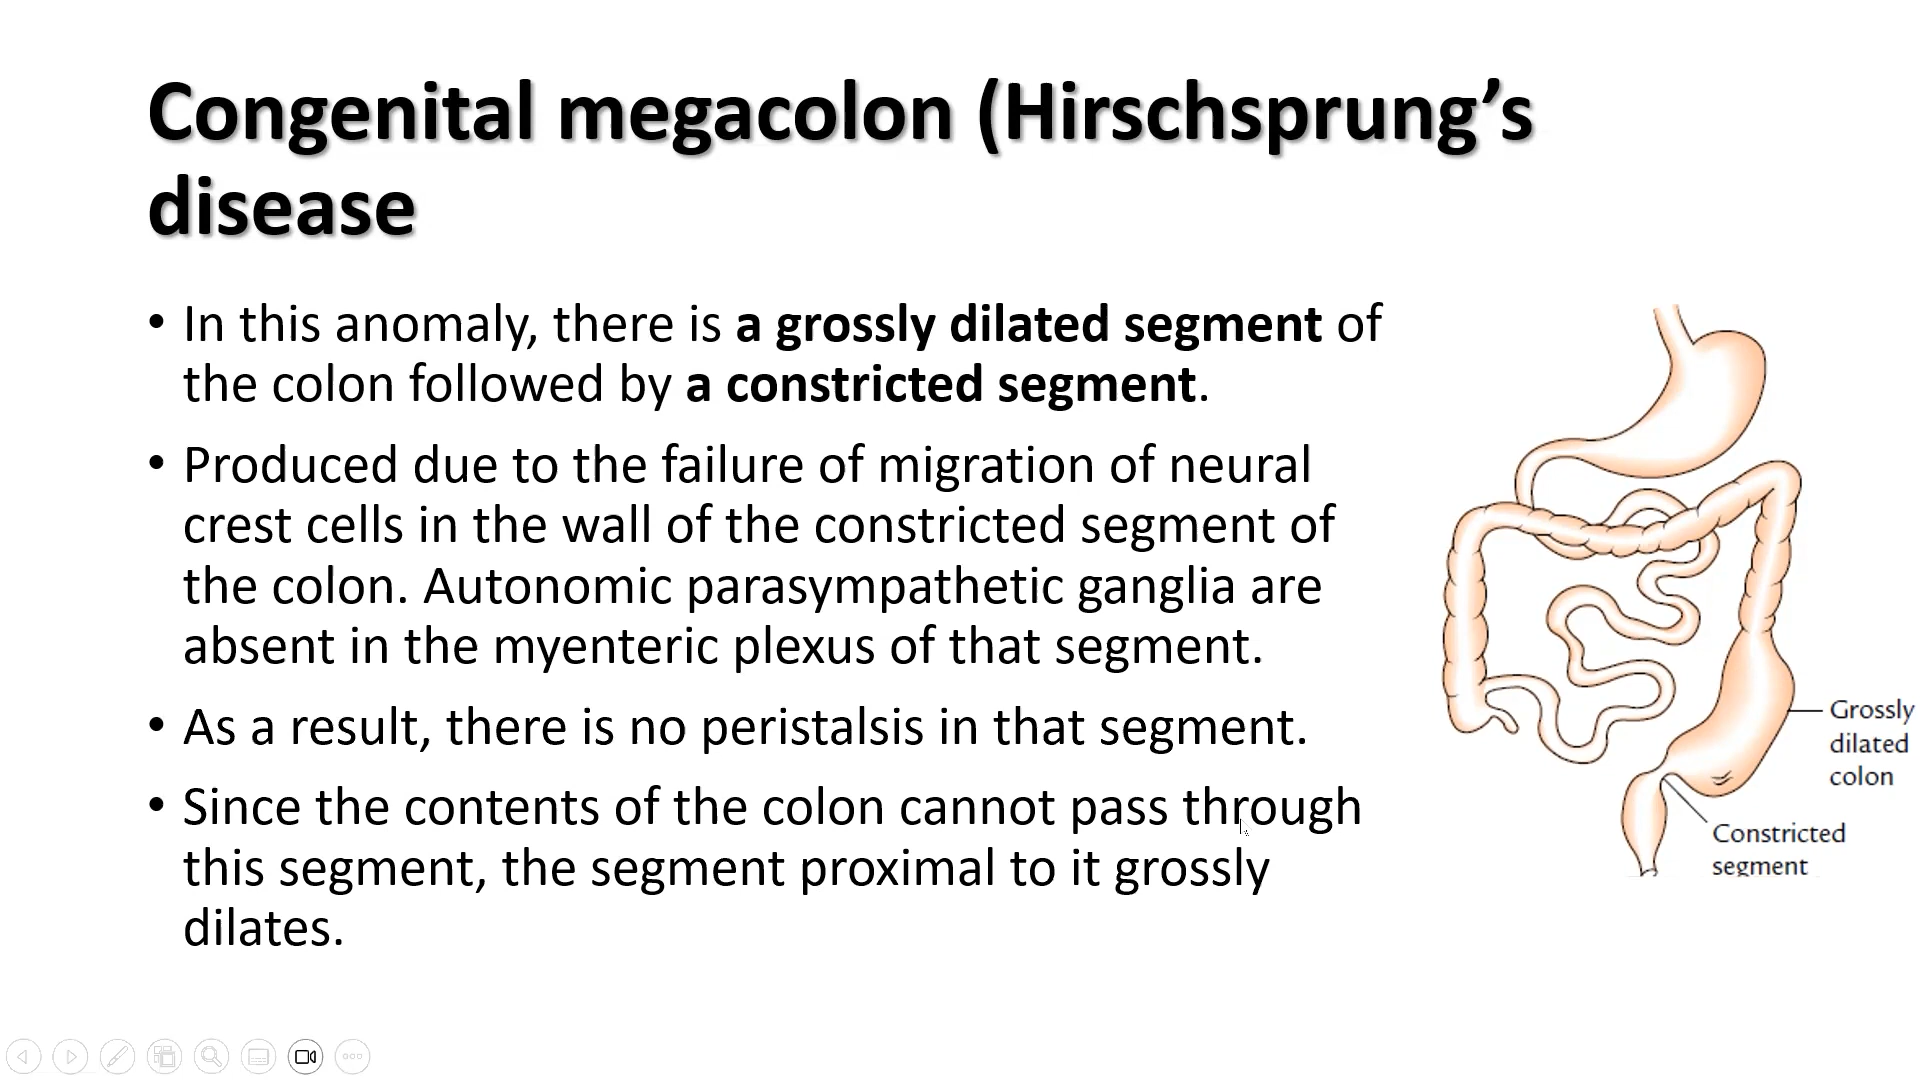 Congenital megacolon (Hirschsprung’s
disease
• In this anomaly, there is a grossly dilated segment of
the colon followed by a constricted segment.
• Produced due to the failure of migration of neural
crest cells in the wall of the constricted segment of
the colon. Autonomic parasympathetic ganglia are
absent in the myenteric plexus of that segment.
• As a result, there is no peristalsis in that segment.
• Since the contents of the colon cannot pass through
this segment, the segment proximal to it grossly
dilates.
Grossly
dilated
colon
Constricted
segment